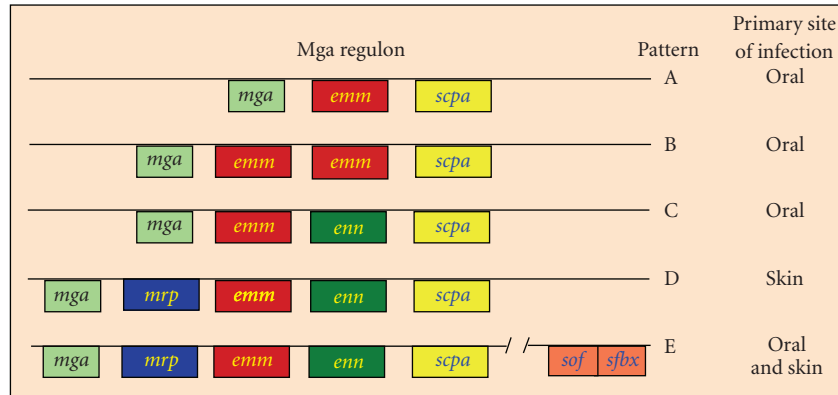 Mga regulon Pattern Primary site
of infection
mga emm scpa A Oral
mga emm emm scpa B Oral
mga emm enn scpa C Oral
mga mrp emm enn scpa D Skin
mga mrp emm enn scpa // sof sfbx E Oral
and skin